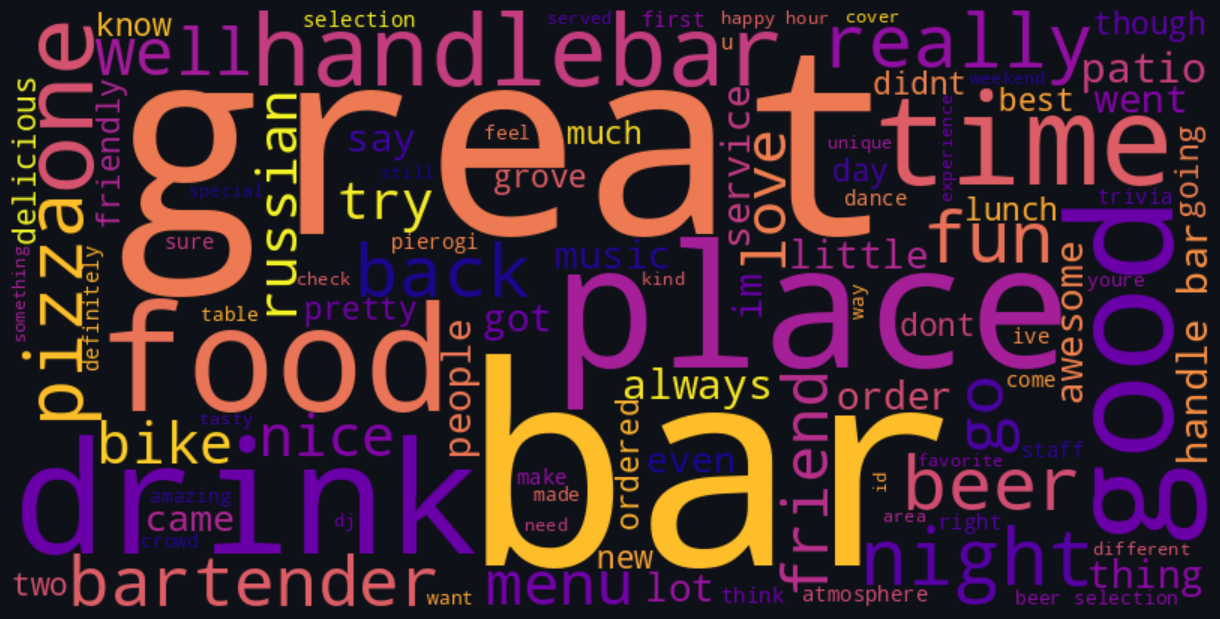 know
selection
served
first
happy hour
cover
though
well
handlebar
u
really
patio
one
pizza
delicious
friendly
great
russian
say
feel
much
service
love
time
didnt
weekend
best
went
unique
day
experience
special
still
try
grove
dance
lunch
trivia
going
sure
pierogi
back
music
little
fun
good
something
definitely
check
kind
im
way
awesome
youre
handle bar
table
pretty
got
place
dont
ive
food
people
always
order
come
go
tasty
bike
nice
ordered
even
friend
bar
staff
favorite
beer
drink
amazing
came
dj
crowd
make
made
need
id
area
right
new
night
different
thing
two
bartender
want
menu
lot
think
atmosphere
beer selection